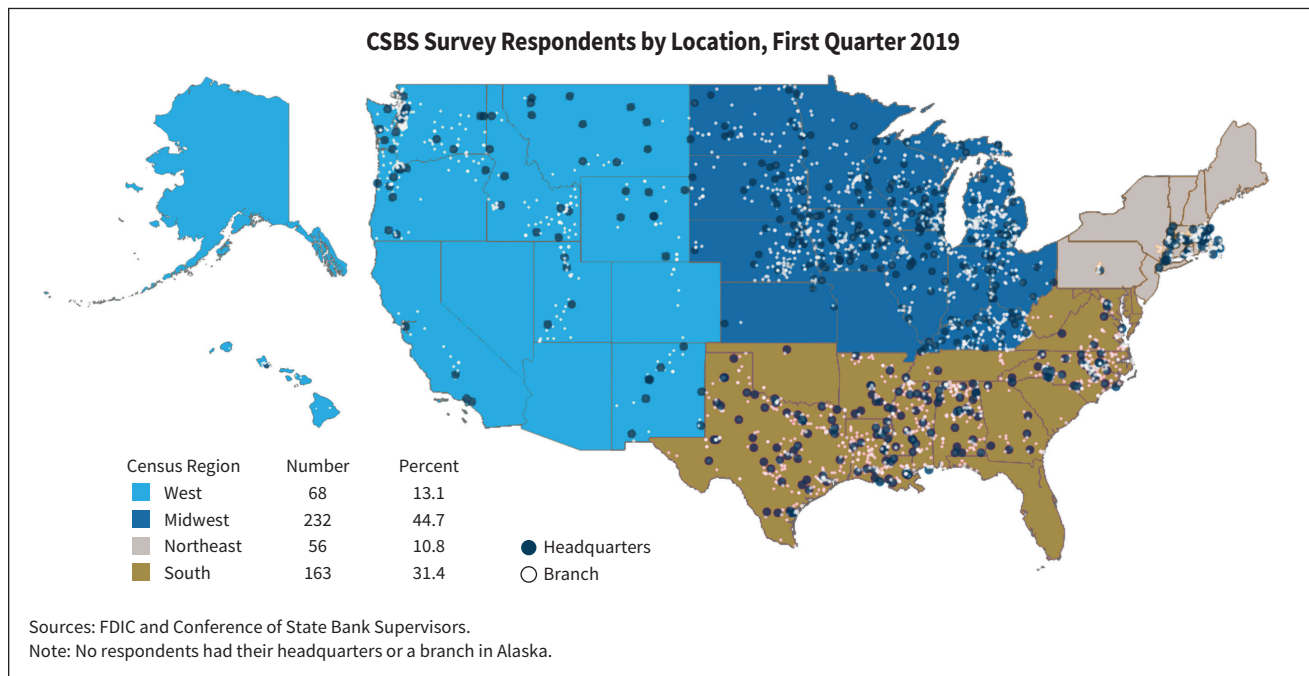 CSBS Survey Respondents by Location, First Quarter 2019
Census Region Number Percent
West 68 13.1
Midwest 232 44.7
Northeast 56 10.8
South 163 31.4
Headquarters
Branch
Sources: FDIC and Conference of State Bank Supervisors.
Note: No respondents had their headquarters or a branch in Alaska.